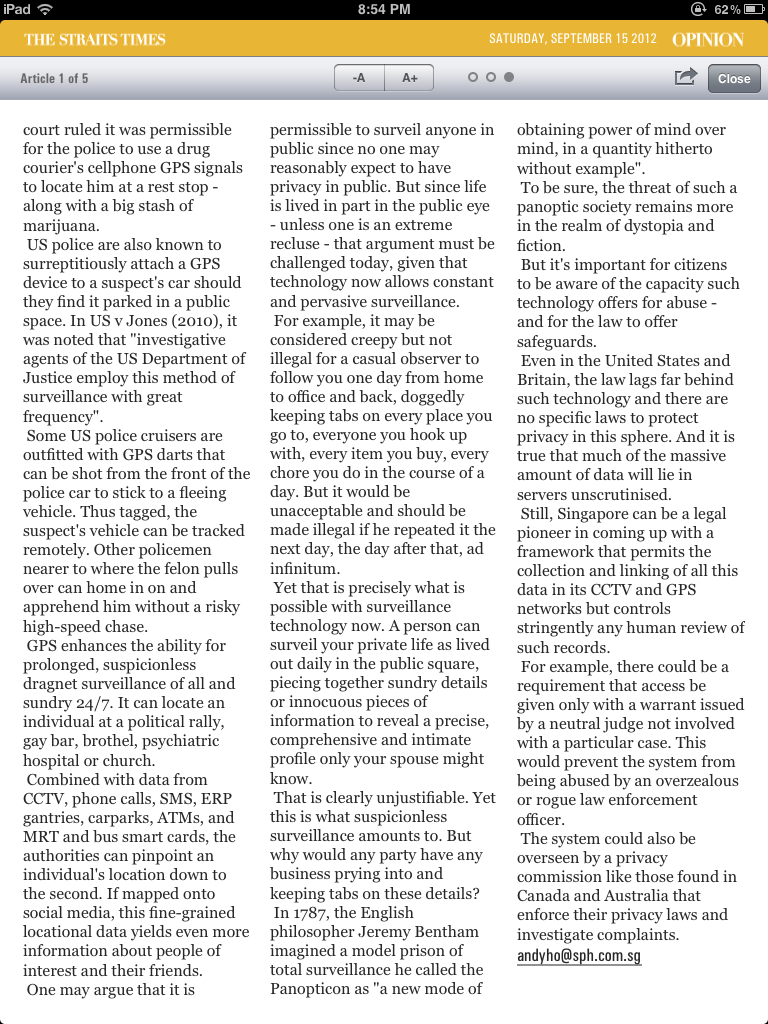 iPad
8:54 PM
62%
THE STRAITS TIMES
SATURDAY, SEPTEMBER 15 2012
OPINION
Article 1 of 5
-A
A+
Close
court ruled it was permissible
for the police to use a drug
courier's cellphone GPS signals
to locate him at a rest stop -
along with a big stash of
marijuana.
US police are also known to
surreptitiously attach a GPS
device to a suspect's car should
they find it parked in a public
space. In US v Jones (2010), it
was noted that "investigative
agents of the US Department of
Justice employ this method of
surveillance with great
frequency".
Some US police cruisers are
outfitted with GPS darts that
can be shot from the front of the
police car to stick to a fleeing
vehicle. Thus tagged, the
suspect's vehicle can be tracked
remotely. Other policemen
nearer to where the felon pulls
over can home in on and
apprehend him without a risky
high-speed chase.
GPS enhances the ability for
prolonged, suspicionless
dragnet surveillance of all and
sundry 24/7. It can locate an
individual at a political rally,
gay bar, brothel, psychiatric
hospital or church.
Combined with data from
CCTV, phone calls, SMS, ERP
gantries, carparks, ATMs, and
MRT and bus smart cards, the
authorities can pinpoint an
individual's location down to
the second. If mapped onto
social media, this fine-grained
locational data yields even more
information about people of
interest and their friends.
One may argue that it is
permissible to surveil anyone in
public since no one may
reasonably expect to have
privacy in public. But since life
is lived in part in the public eye
- unless one is an extreme
recluse - that argument must be
challenged today, given that
technology now allows constant
and pervasive surveillance.
For example, it may be
considered creepy but not
illegal for a casual observer to
follow you one day from home
to office and back, doggedly
keeping tabs on every place you
go to, everyone you hook up
with, every item you buy, every
chore you do in the course of a
day. But it would be
unacceptable and should be
made illegal if he repeated it the
next day, the day after that, ad
infinitum.
Yet that is precisely what is
possible with surveillance
technology now. A person can
surveil your private life as lived
out daily in the public square,
piecing together sundry details
or innocuous pieces of
information to reveal a precise,
comprehensive and intimate
profile only your spouse might
know.
That is clearly unjustifiable. Yet
this is what suspicionless
surveillance amounts to. But
why would any party have any
business prying into and
keeping tabs on these details?
In 1787, the English
philosopher Jeremy Bentham
imagined a model prison of
total surveillance he called the
Panopticon as "a new mode of
obtaining power of mind over
mind, in a quantity hitherto
without example".
To be sure, the threat of such a
panoptic society remains more
in the realm of dystopia and
fiction.
But it's important for citizens
to be aware of the capacity such
technology offers for abuse -
and for the law to offer
safeguards.
Even in the United States and
Britain, the law lags far behind
such technology and there are
no specific laws to protect
privacy in this sphere. And it is
true that much of the massive
amount of data will lie in
servers unscrutinised.
Still, Singapore can be a legal
pioneer in coming up with a
framework that permits the
collection and linking of all this
data in its CCTV and GPS
networks but controls
stringently any human review of
such records.
For example, there could be a
requirement that access be
given only with a warrant issued
by a neutral judge not involved
with a particular case. This
would prevent the system from
being abused by an overzealous
or rogue law enforcement
officer.
The system could also be
overseen by a privacy
commission like those found in
Canada and Australia that
enforce their privacy laws and
investigate complaints.
andyho@sph.com.sg